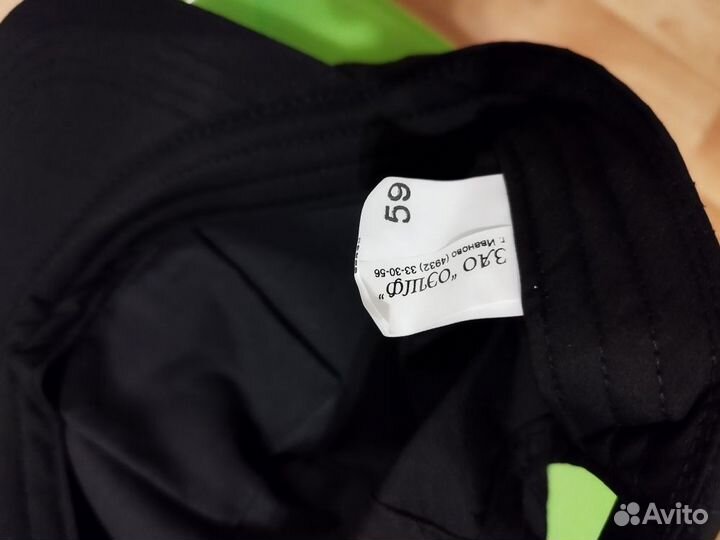 ЗАО "ОЭШФ"
г. Иваново (4932) 33-30-56
59
Avito